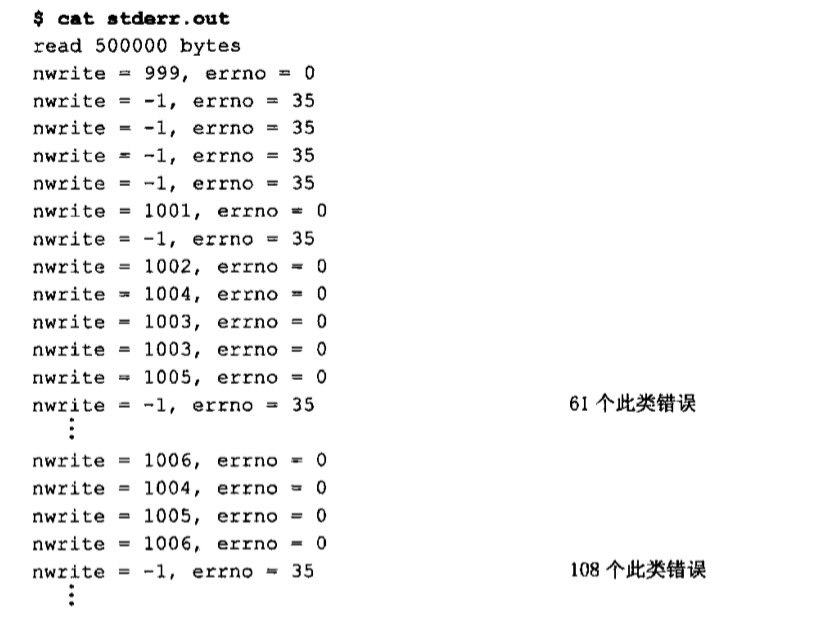 $ cat stderr.out
read 500000 bytes
nwrite = 999, errno = 0
nwrite = -1, errno = 35
nwrite = -1, errno = 35
nwrite = -1, errno = 35
nwrite = -1, errno = 35
nwrite = 1001, errno = 0
nwrite = -1, errno = 35
nwrite = 1002, errno = 0
nwrite = 1004, errno = 0
nwrite = 1003, errno = 0
nwrite = 1003, errno = 0
nwrite = 1005, errno = 0
nwrite = -1, errno = 35 61 个此类错误
⋮
nwrite = 1006, errno = 0
nwrite = 1004, errno = 0
nwrite = 1005, errno = 0
nwrite = 1006, errno = 0
nwrite = -1, errno = 35 108 个此类错误
⋮